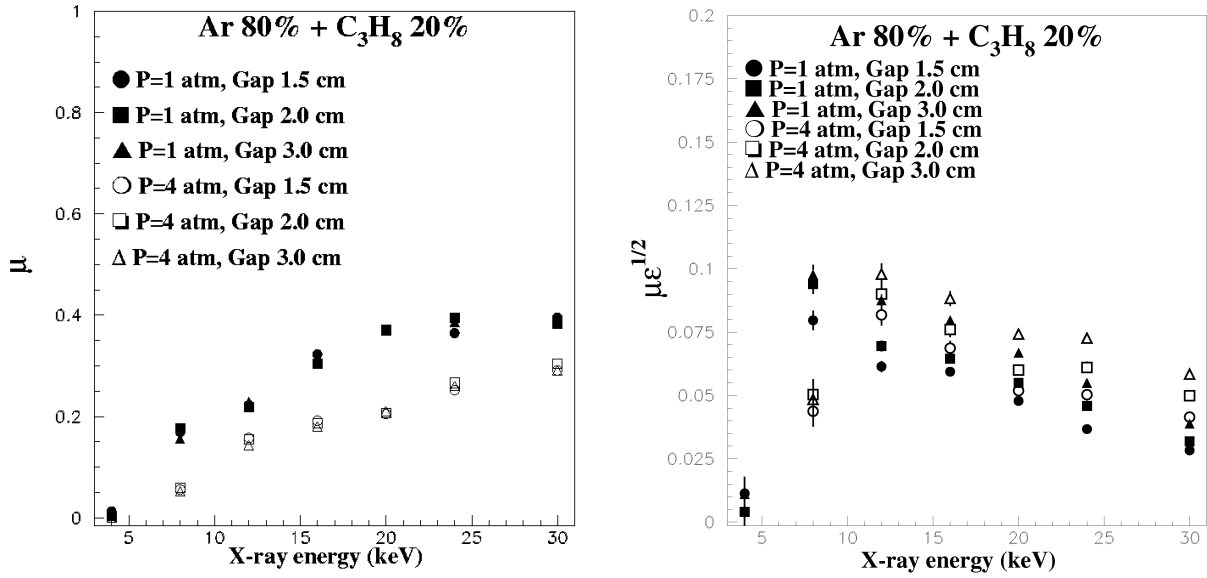 Ar 80% + C₃H₈ 20%
P=1 atm, Gap 1.5 cm
P=1 atm, Gap 2.0 cm
P=1 atm, Gap 3.0 cm
P=4 atm, Gap 1.5 cm
P=4 atm, Gap 2.0 cm
P=4 atm, Gap 3.0 cm
1
0.8
0.6
0.4
0.2
0
μ
5 10 15 20 25 30
X-ray energy (keV)
Ar 80% + C₃H₈ 20%
P=1 atm, Gap 1.5 cm
P=1 atm, Gap 2.0 cm
P=1 atm, Gap 3.0 cm
P=4 atm, Gap 1.5 cm
P=4 atm, Gap 2.0 cm
P=4 atm, Gap 3.0 cm
0.2
0.175
0.15
0.125
0.1
0.075
0.05
0.025
0
με¹/²
5 10 15 20 25 30
X-ray energy (keV)